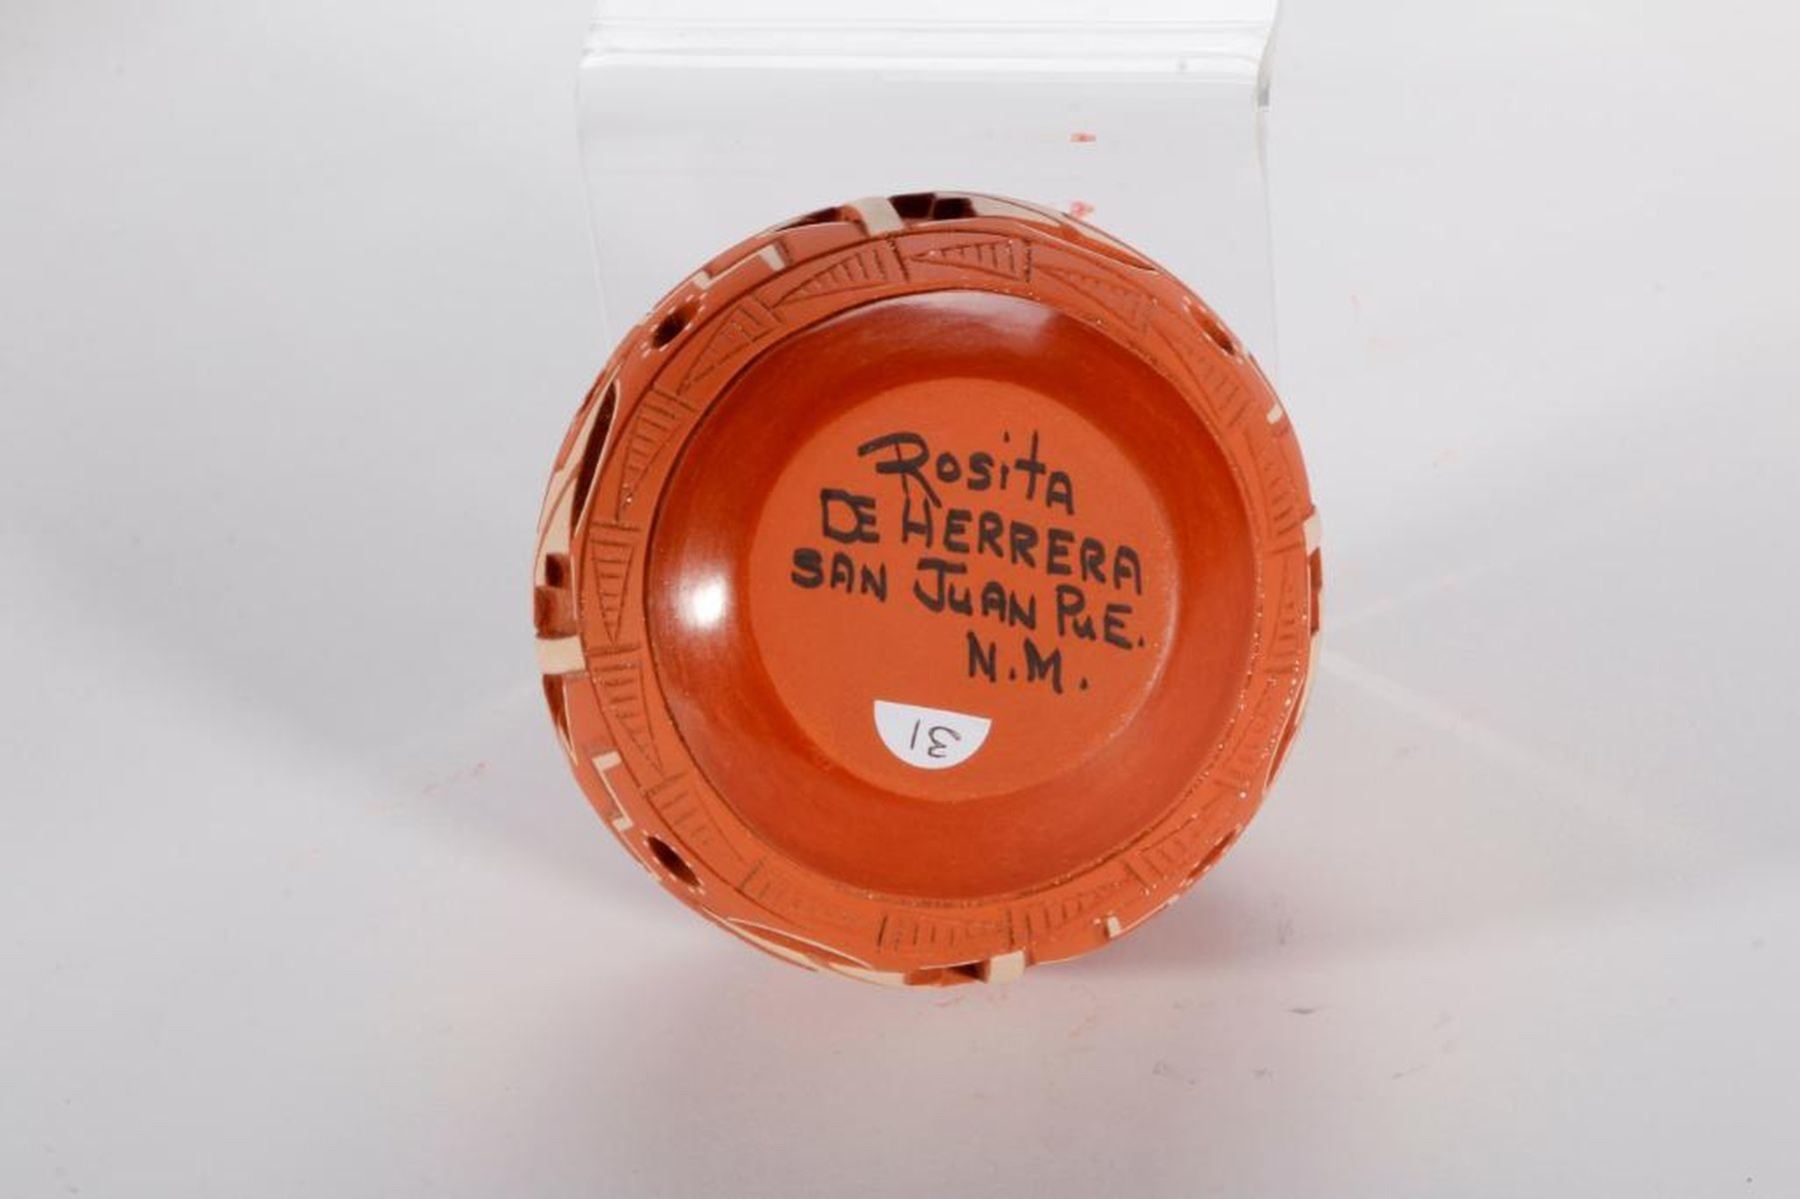 Rosita
DE HERRERA
SAN JUAN PUE.
N.M.
31